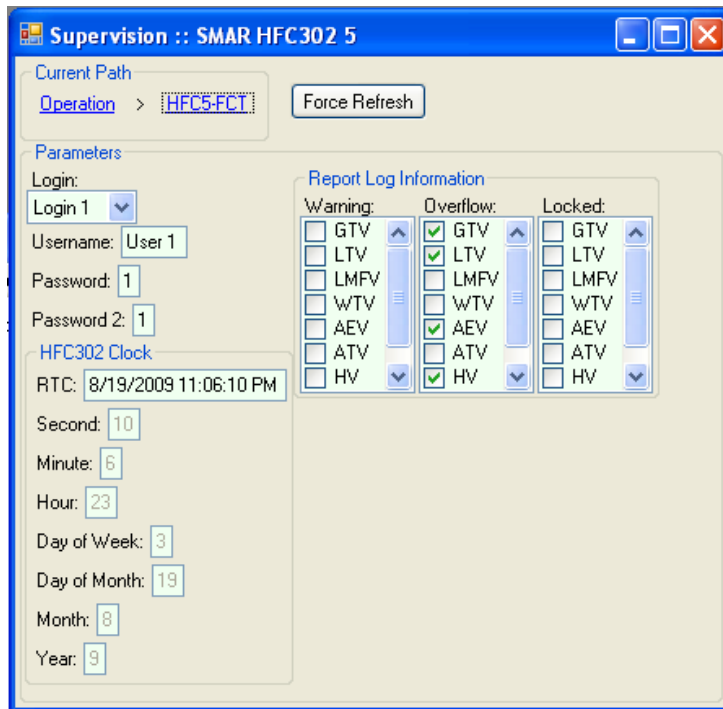 Supervision :: SMAR HFC302 5
Current Path
Operation > HFC5-FCT
Force Refresh
Parameters
Login:
Login 1
Username: User 1
Password: 1
Password 2: 1
HFC302 Clock
RTC: 8/19/2009 11:06:10 PM
Second: 10
Minute: 6
Hour: 23
Day of Week: 3
Day of Month: 19
Month: 8
Year: 9
Report Log Information
Warning:
GTV
LTV
LMFV
WTV
AEV
ATV
HV
Overflow:
GTV
LTV
LMFV
WTV
AEV
ATV
HV
Locked:
GTV
LTV
LMFV
WTV
AEV
ATV
HV